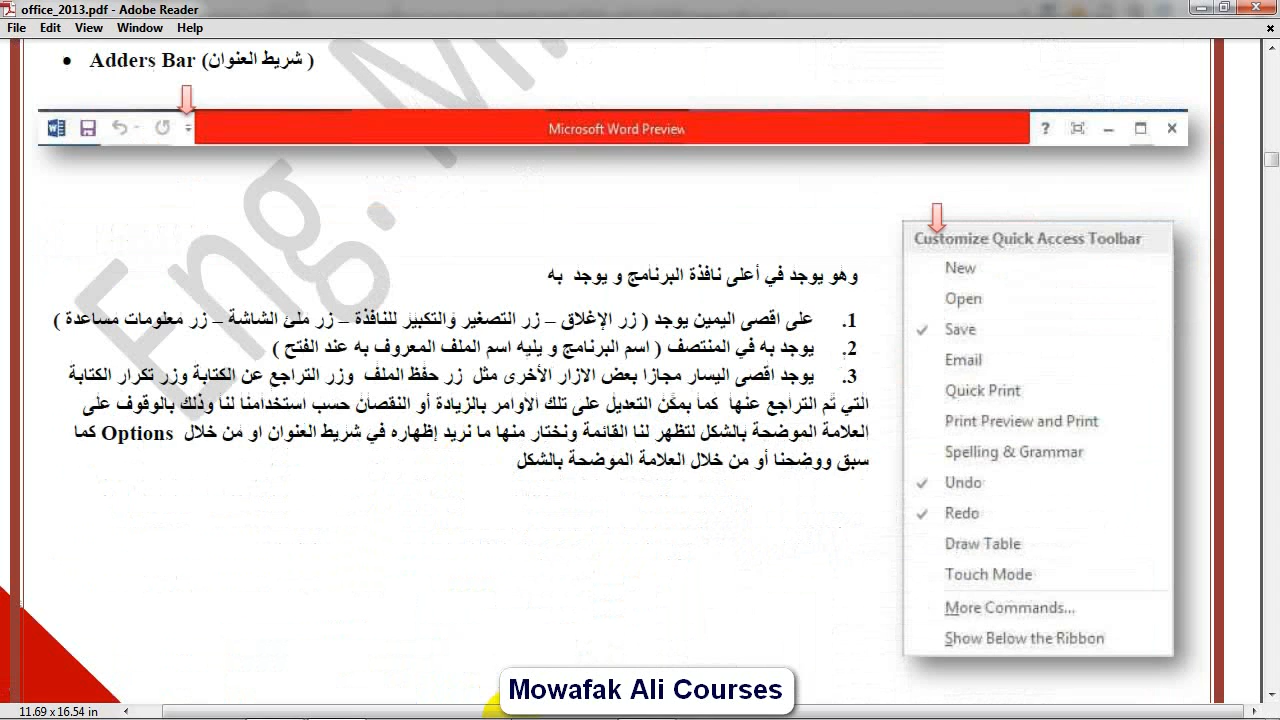 office_2013.pdf - Adobe Reader
File Edit View Window Help
• Adders Bar (شريط العنوان )
Microsoft Word Preview
?
Eng. M
وهو يوجد في أعلى نافذة البرنامج و يوجد به
1. على اقصى اليمين يوجد ( زر الإغلاق – زر التصغير والتكبير للنافذة – زر ملئ الشاشة – زر معلومات مساعدة )
2. يوجد به في المنتصف ( اسم البرنامج و يليه اسم الملف المعروف به عند الفتح )
3. يوجد اقصى اليسار مجازا بعض الازار الأخرى مثل زر حفظ الملف وزر التراجع عن الكتابة وزر تكرار الكتابة
التي تم التراجع عنها كما يمكن التعديل على تلك الاوامر بالزيادة أو النقصان حسب استخدامنا لنا وذلك بالوقوف على
العلامة الموضحة بالشكل لتظهر لنا القائمة ونختار منها ما نريد إظهاره في شريط العنوان او من خلال Options كما
سبق ووضحنا أو من خلال العلامة الموضحة بالشكل
Customize Quick Access Toolbar
New
Open
Save
Email
Quick Print
Print Preview and Print
Spelling & Grammar
Undo
Redo
Draw Table
Touch Mode
More Commands...
Show Below the Ribbon
Mowafak Ali Courses
11.69 x 16.54 in